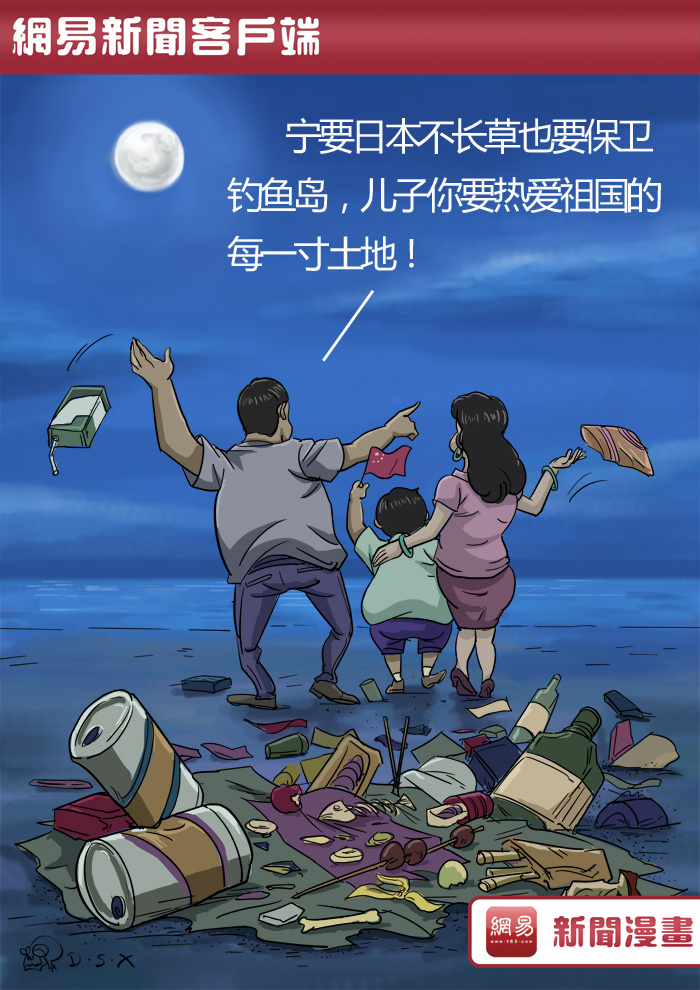 網易新聞客戶端
宁要日本不长草也要保卫
钓鱼岛，儿子你要热爱祖国的
每一寸土地！
網易
www.163.com
新聞漫畫
D·S·X